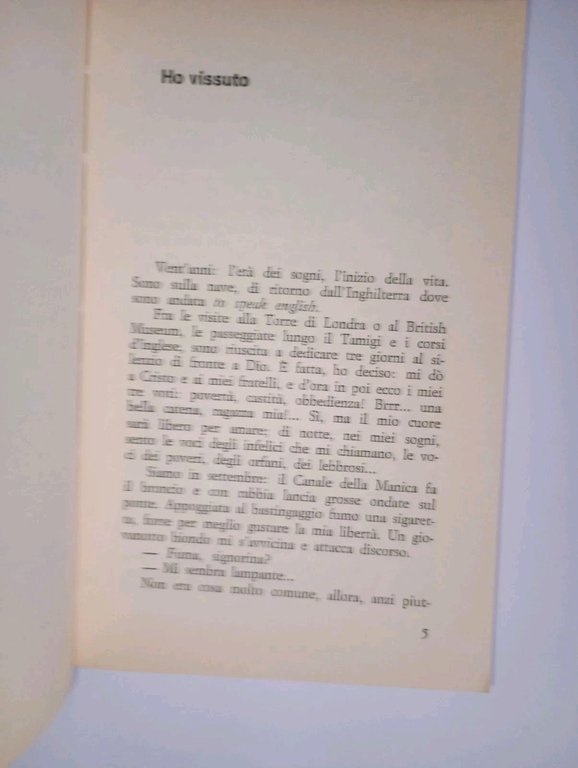 Ho vissuto
Vent'anni: l'età dei sogni, l'inizio della vita.
Sono sulla nave, di ritorno dall'Inghilterra dove
sono andata to speak english.
Fra le visite alla Torre di Londra o al British
Museum, le passeggiate lungo il Tamigi e i corsi
d'inglese, sono riuscita a dedicare tre giorni al si-
lenzio di fronte a Dio. È fatta, ho deciso: mi dò
a Cristo e ai miei fratelli, e d'ora in poi ecco i miei
tre voti: povertà, castità, obbedienza! Brrr... una
bella catena, ragazza mia!... Sì, ma il mio cuore
sarà libero per amare: di notte, nei miei sogni,
sento le voci degli infelici che mi chiamano, le vo-
ci dei poveri, degli orfani, dei lebbrosi...
Siamo in settembre: il Canale della Manica fa
il broncio e con rabbia lancia grosse ondate sul
ponte. Appoggiata al bastingaggio fumo una sigaret-
ta, forse per meglio gustare la mia libertà. Un gio-
vanotto biondo mi s'avvicina e attacca discorso.
— Fuma, signorina?
— Mi sembra lampante...
Non era cosa molto comune, allora, anzi piut-
5